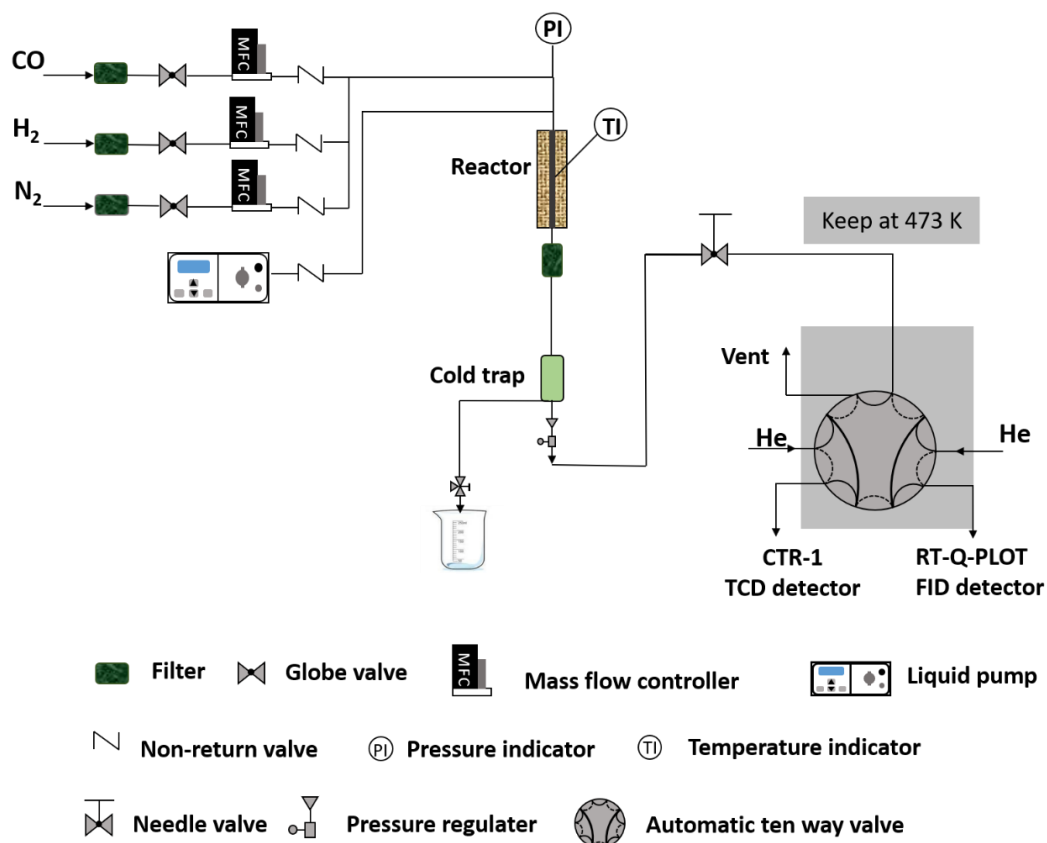 PI
CO
MFC
H2
MFC
TI
Reactor
N2
MFC
Keep at 473 K
Vent
Cold trap
He
He
CTR-1
TCD detector
RT-Q-PLOT
FID detector
Filter
Globe valve
MFC
Mass flow controller
Liquid pump
Non-return valve
PI
Pressure indicator
TI
Temperature indicator
Needle valve
Pressure regulater
Automatic ten way valve